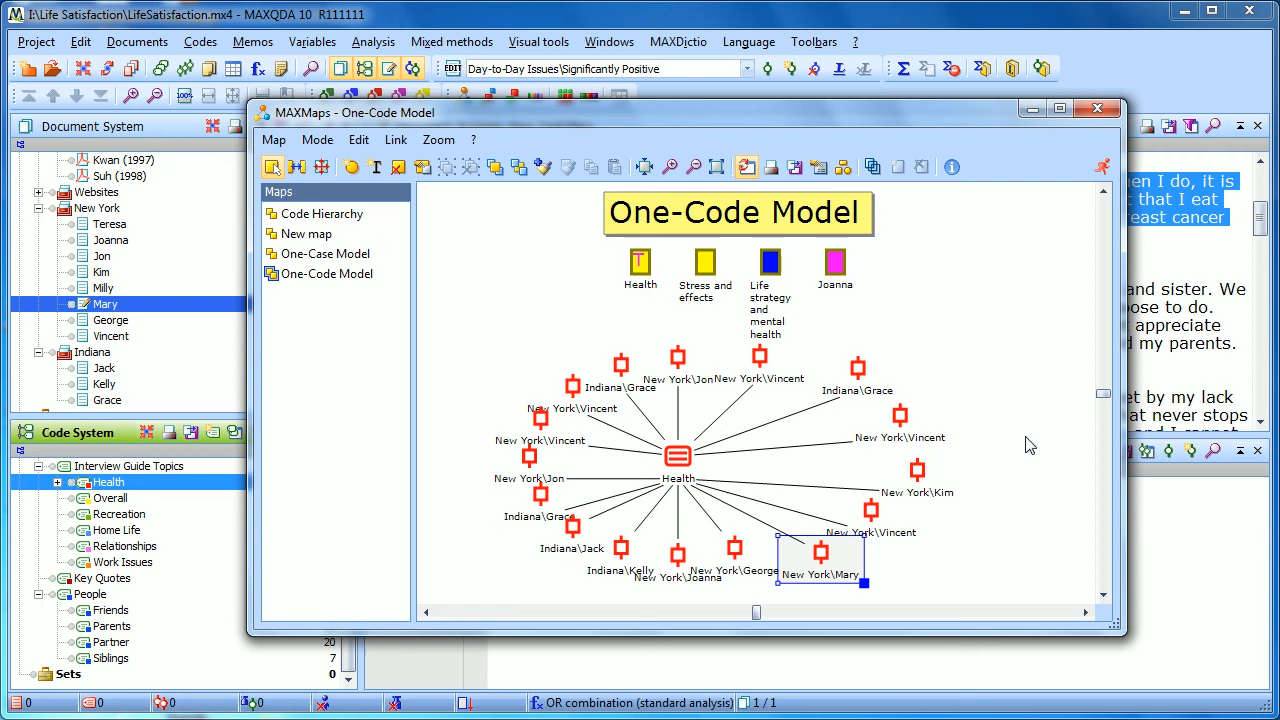 I:\Life Satisfaction\LifeSatisfaction.mx4 - MAXQDA 10 R111111
Project Edit Documents Codes Memos Variables Analysis Mixed methods Visual tools Windows MAXDictio Language Toolbars ?
EDIT Day-to-Day Issues\Significantly Positive
100%
Document System
Kwan (1997)
Suh (1998)
Websites
New York
Teresa
Joanna
Jon
Kim
Milly
Mary
George
Vincent
Indiana
Jack
Kelly
Grace
Code System
Interview Guide Topics
Health
Overall
Recreation
Home Life
Relationships
Work Issues
Key Quotes
People
Friends
Parents
Partner 20
Siblings 7
Sets 0
MAXMaps - One-Code Model
Map Mode Edit Link Zoom ?
Maps
Code Hierarchy
New map
One-Case Model
One-Code Model
One-Code Model
T
Health
Stress and
effects
Life
strategy
and
mental
health
Joanna
New York\Jon
New York\Vincent
Indiana\Grace
Indiana\Grace
New York\Vincent
New York\Vincent
New York\Vincent
New York\Jon
Health
New York\Kim
Indiana\Grace
New York\Vincent
Indiana\Jack
Indiana\Kelly
New York\Joanna
New York\George
New York\Mary
en I do, it is
t that I eat
reast cancer
and sister. We
pose to do.
appreciate
d my parents.
et by my lack
at never stops
0 0 0 0
OR combination (standard analysis) 1 / 1